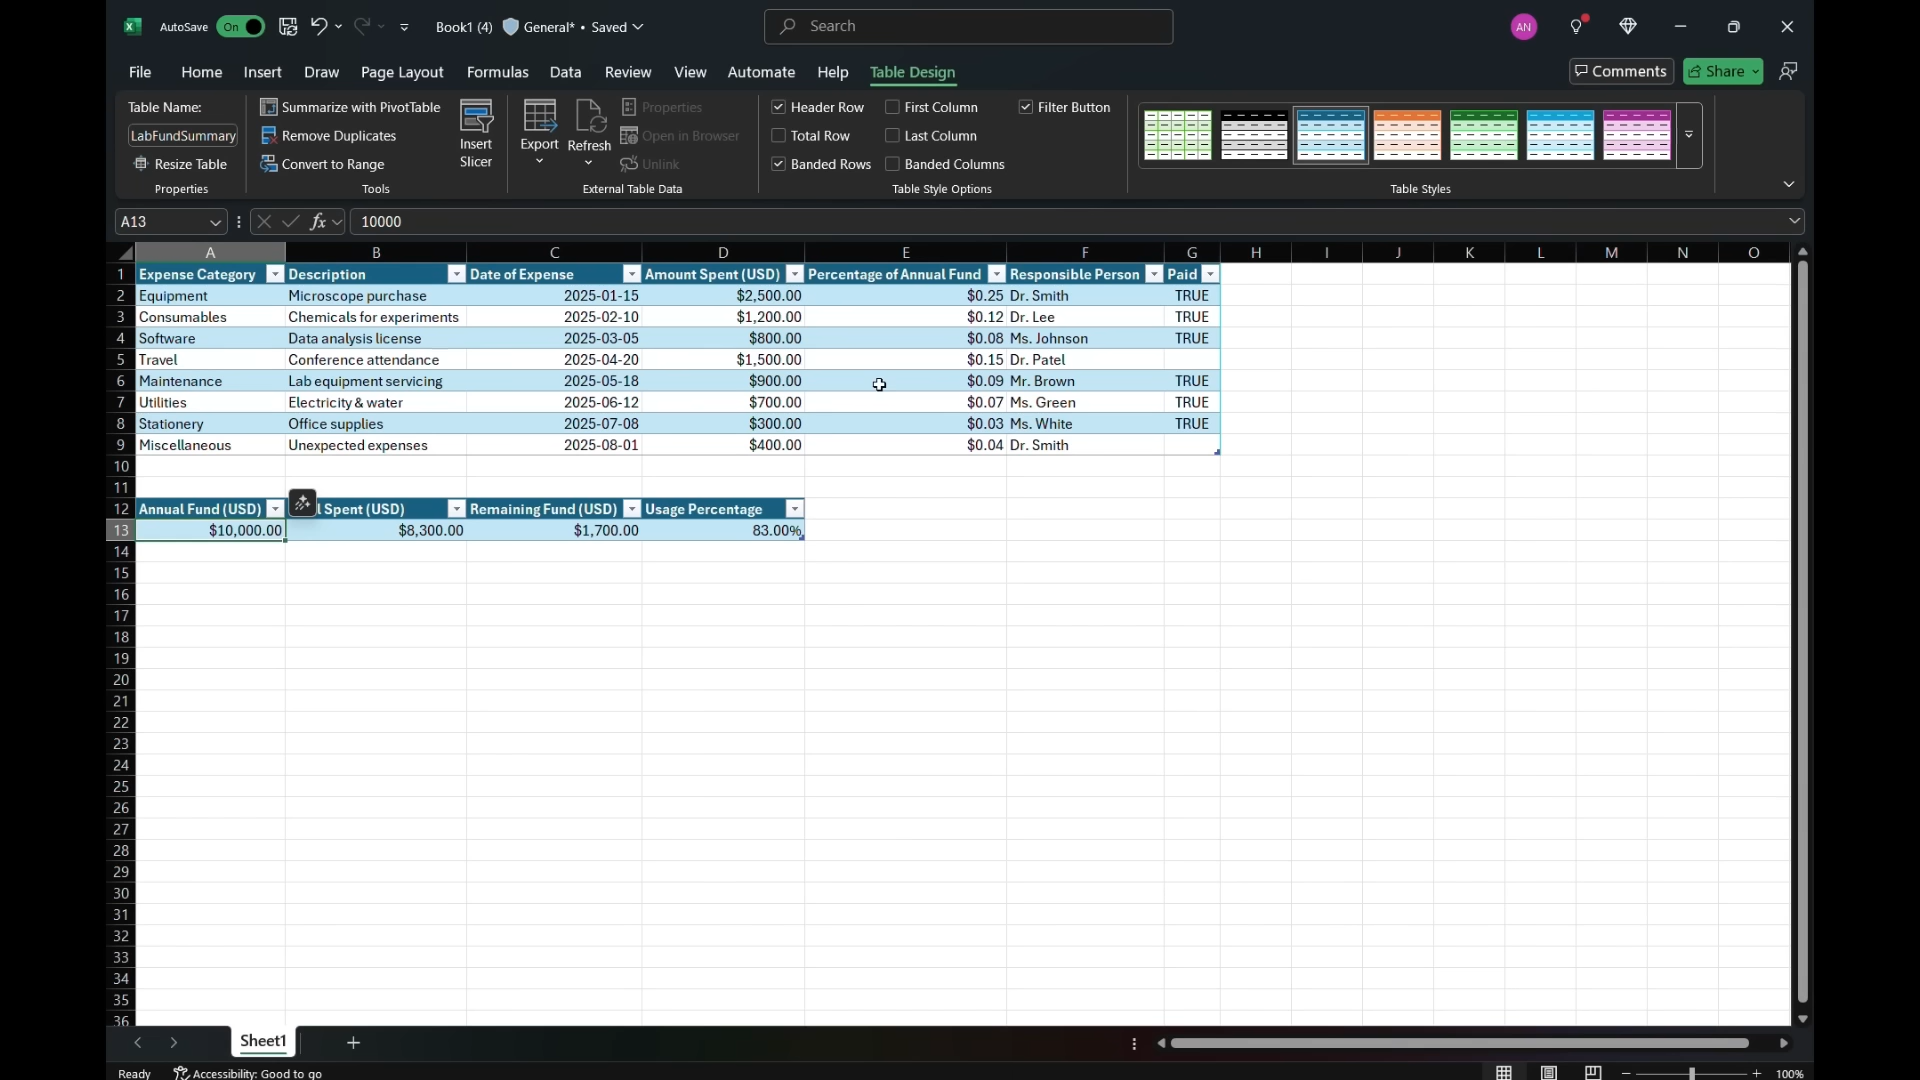 AutoSave On Book1 (4) General* • Saved Search AN
File Home Insert Draw Page Layout Formulas Data Review View Automate Help Table Design Comments Share
Table Name:
LabFundSummary
Resize Table
Properties
Summarize with PivotTable
Remove Duplicates
Convert to Range
Insert
Slicer
Tools
Export
Refresh
Properties
Open in Browser
Unlink
External Table Data
Header Row First Column Filter Button
Total Row Last Column
Banded Rows Banded Columns
Table Style Options
Table Styles
A13 fx 10000
A B C D E F G H I J K L M N O
1 Expense Category Description Date of Expense Amount Spent (USD) Percentage of Annual Fund Responsible Person Paid
2 Equipment Microscope purchase 2025-01-15 $2,500.00 $0.25 Dr. Smith TRUE
3 Consumables Chemicals for experiments 2025-02-10 $1,200.00 $0.12 Dr. Lee TRUE
4 Software Data analysis license 2025-03-05 $800.00 $0.08 Ms. Johnson TRUE
5 Travel Conference attendance 2025-04-20 $1,500.00 $0.15 Dr. Patel
6 Maintenance Lab equipment servicing 2025-05-18 $900.00 $0.09 Mr. Brown TRUE
7 Utilities Electricity & water 2025-06-12 $700.00 $0.07 Ms. Green TRUE
8 Stationery Office supplies 2025-07-08 $300.00 $0.03 Ms. White TRUE
9 Miscellaneous Unexpected expenses 2025-08-01 $400.00 $0.04 Dr. Smith
10
11
12 Annual Fund (USD) Spent (USD) Remaining Fund (USD) Usage Percentage
13 $10,000.00 $8,300.00 $1,700.00 83.00%
14
15
16
17
18
19
20
21
22
23
24
25
26
27
28
29
30
31
32
33
34
35
36
Sheet1
Ready Accessibility: Good to go 100%